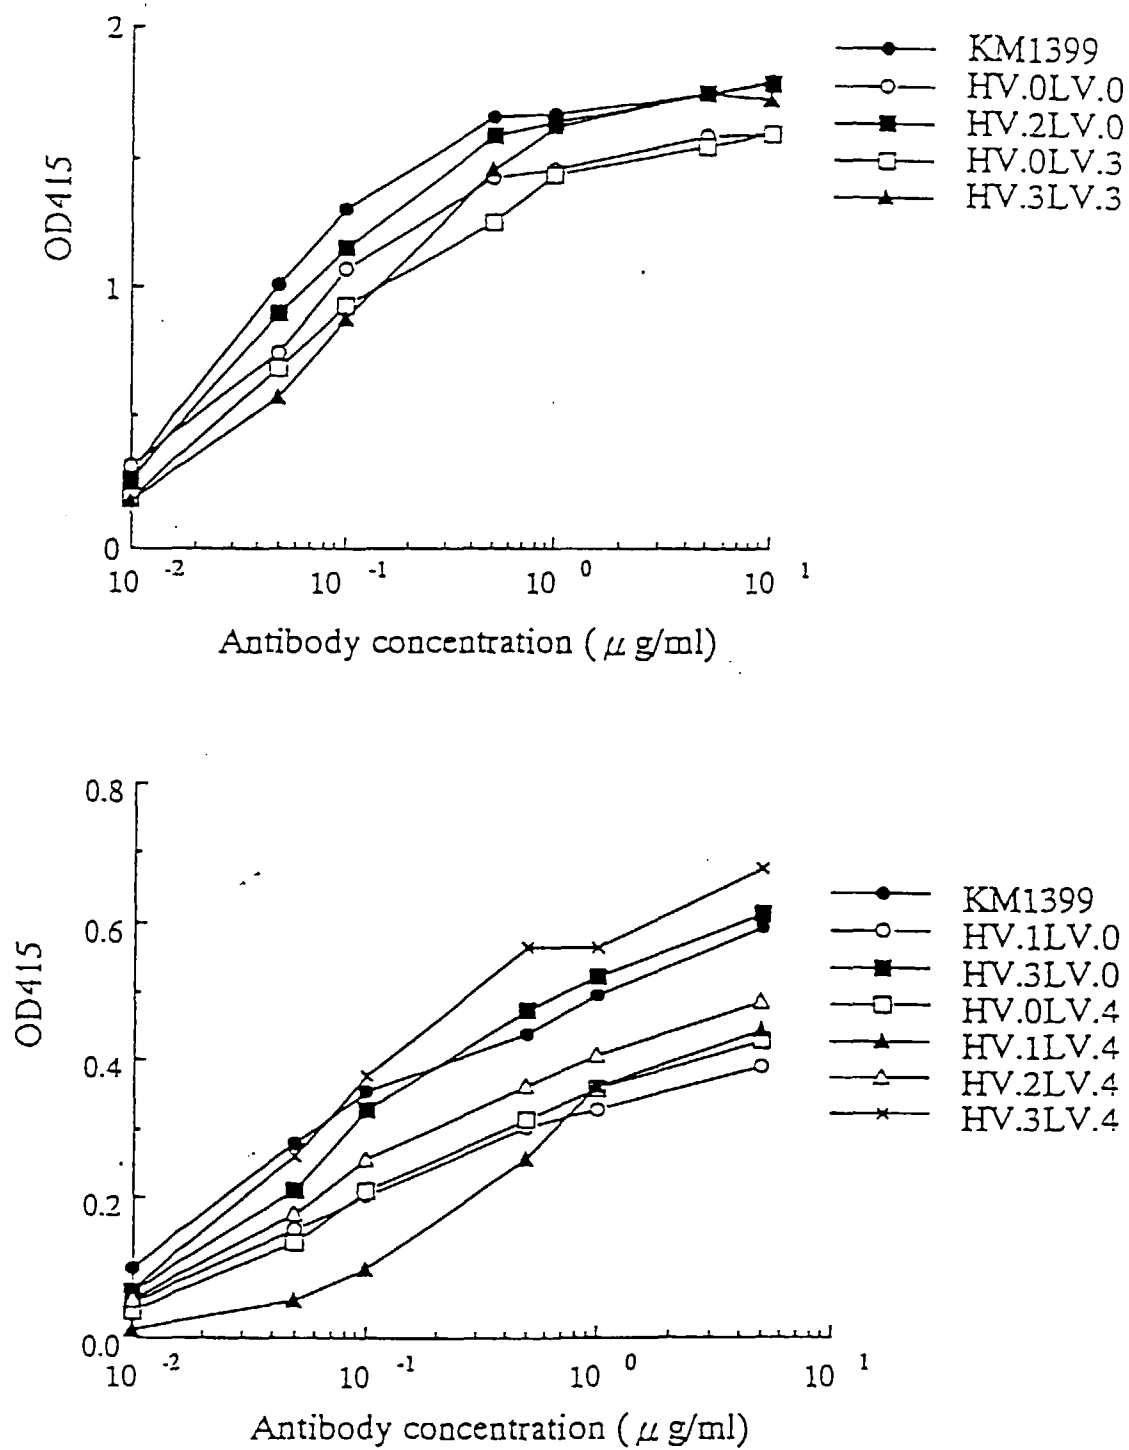 2
KM1399
HV.0LV.0
HV.2LV.0
HV.0LV.3
HV.3LV.3
OD415
1
0
10 -2
10 -1
10 0
10 1
Antibody concentration ( μ g/ml)
0.8
KM1399
HV.1LV.0
HV.3LV.0
HV.0LV.4
HV.1LV.4
HV.2LV.4
HV.3LV.4
0.6
OD415
0.4
0.2
0.0
10 -2
10 -1
10 0
10 1
Antibody concentration ( μ g/ml)